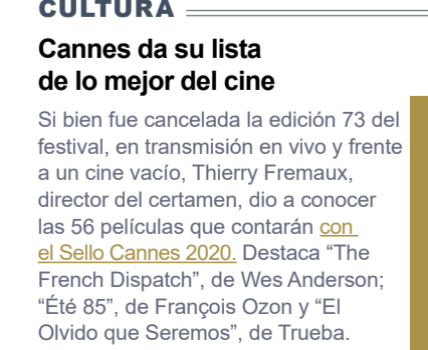 CULTURA
Cannes da su lista
de lo mejor del cine
Si bien fue cancelada la edición 73 del
festival, en transmisión en vivo y frente
a un cine vacío, Thierry Fremaux,
director del certamen, dio a conocer
las 56 películas que contarán con
el Sello Cannes 2020. Destaca “The
French Dispatch”, de Wes Anderson;
“Été 85”, de François Ozon y “El
Olvido que Seremos”, de Trueba.